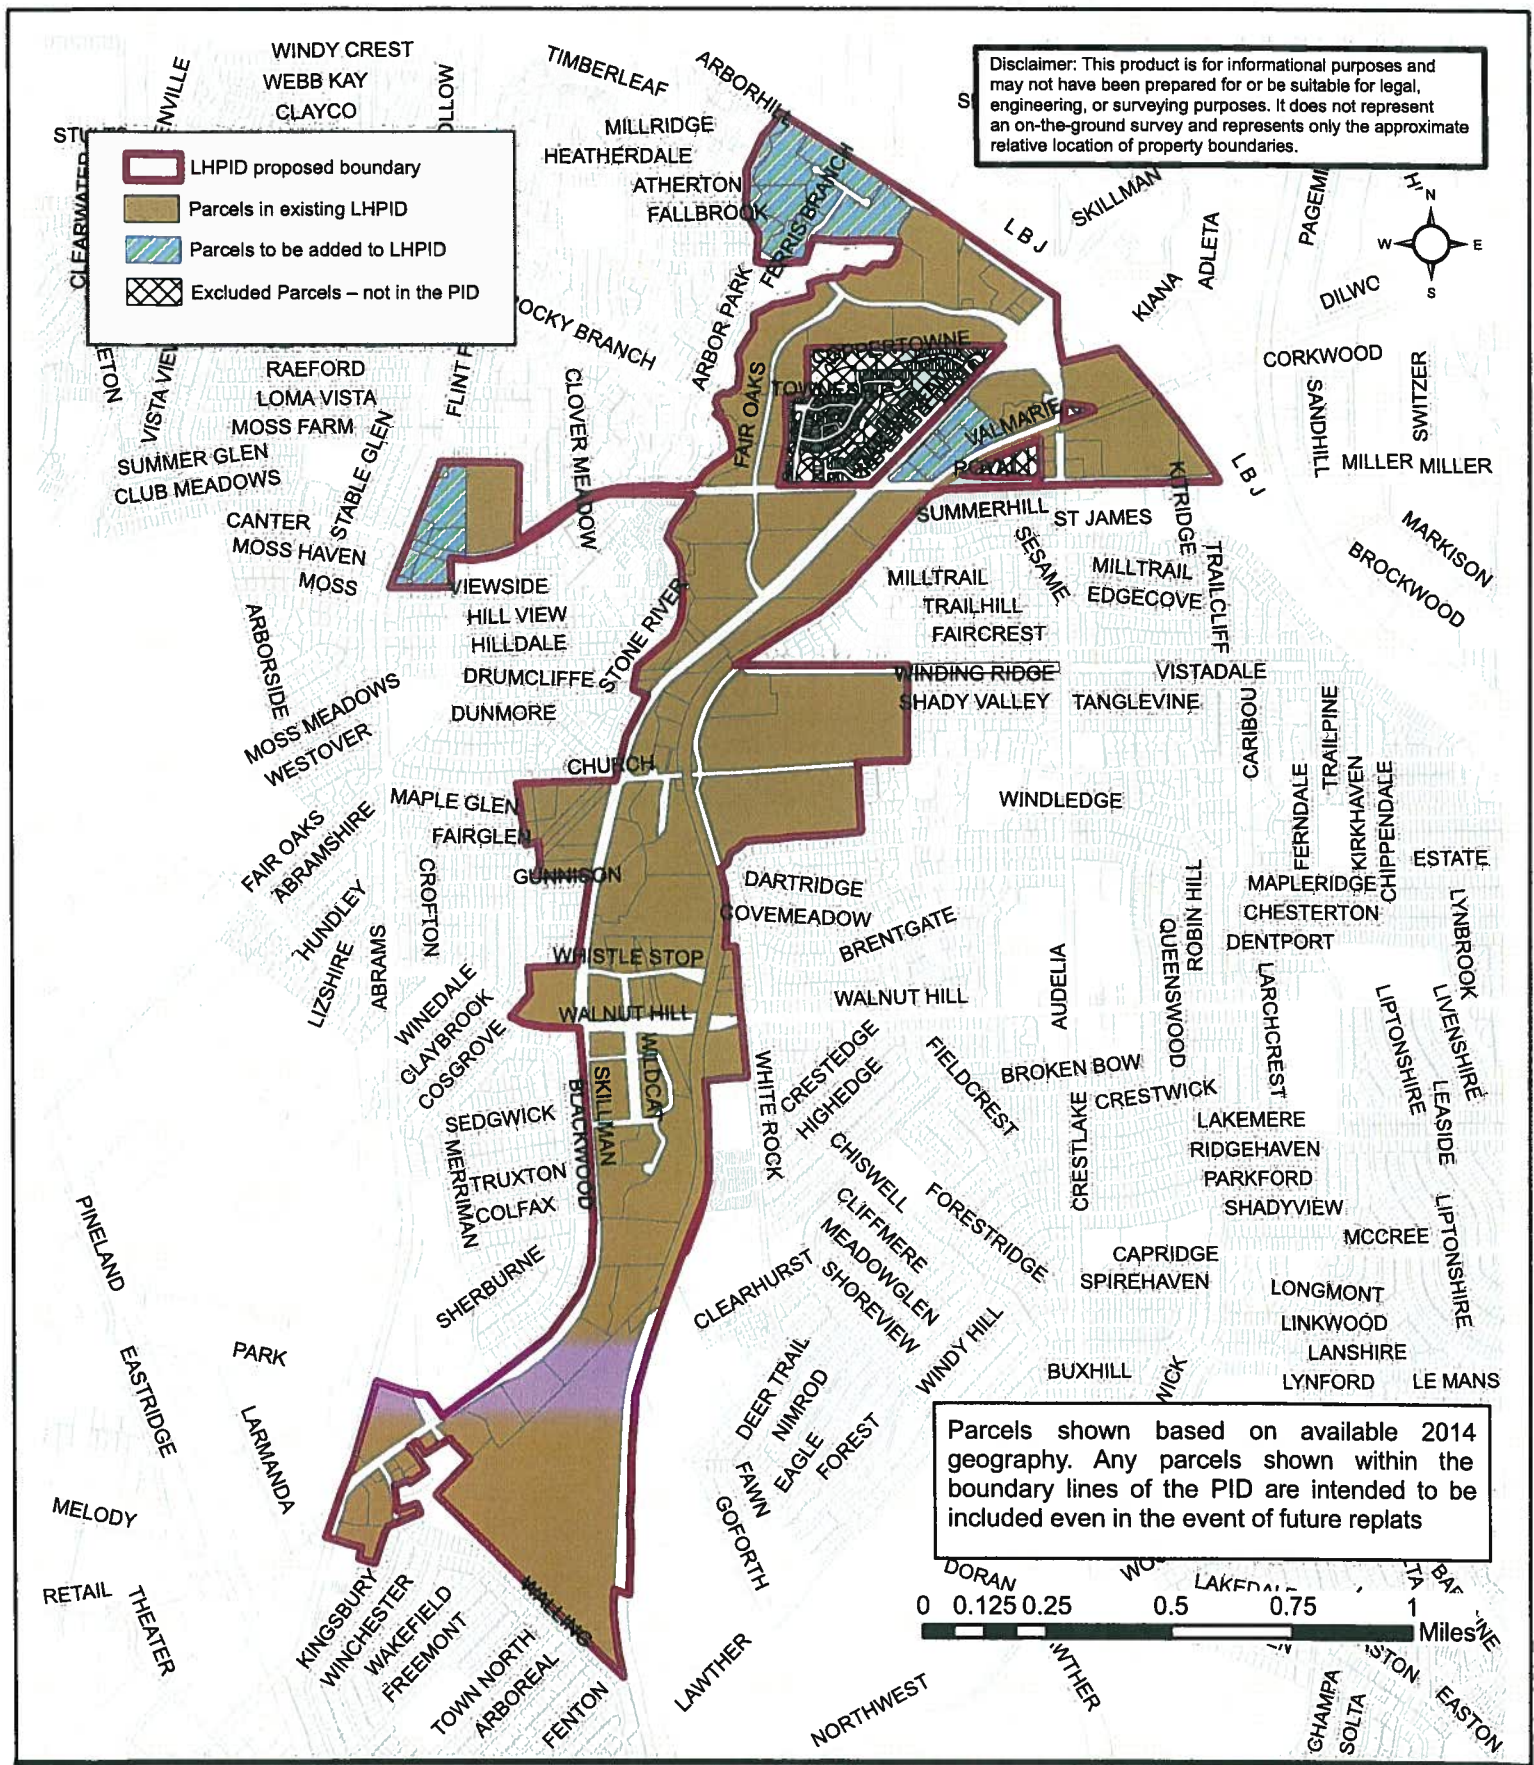 WINDY CREST
WEBB KAY
CLAYCO
TIMBERLEAF
ARBORHILL
MILLRIDGE
HEATHERDALE
ATHERTON
FALLBROOK
FERRIS BRANCH
Disclaimer: This product is for informational purposes and
may not have been prepared for or be suitable for legal,
engineering, or surveying purposes. It does not represent
an on-the-ground survey and represents only the approximate
relative location of property boundaries.
LHPID proposed boundary
Parcels in existing LHPID
Parcels to be added to LHPID
Excluded Parcels – not in the PID
CLEARWATER
LBJ
SKILLMAN
ADLETA
KIANA
N
W
E
S
ARBOR PARK
RAEFORD
LOMA VISTA
MOSS FARM
SUMMER GLEN
CLUB MEADOWS
STABLE GLEN
CLOVER MEADOW
FAIR OAKS
VALMARIE
CORKWOOD
SANDHILL
SWITZER
MILLER
MILLER
LBJ
CANTER
MOSS HAVEN
MOSS
VIEWSIDE
HILL VIEW
HILLDALE
DRUMCLIFFE
DUNMORE
STONE RIVER
SUMMERHILL
ST JAMES
KITRIDGE
SESAME
MILLTRAIL
TRAILHILL
FAIRCREST
MILLTRAIL
EDGECOVE
TRAILCLIFF
MARKISON
BROCKWOOD
WINDING RIDGE
SHADY VALLEY
TANGLEVINE
VISTADALE
CARIBOU
TRAILPINE
ARBORSIDE
MOSS MEADOWS
WESTOVER
CHURCH
MAPLE GLEN
FAIRGLEN
GUNNISON
FAIR OAKS
ABRAMSHIRE
HUNDLEY
LIZSHIRE
ABRAMS
CROFTON
WINDLEDGE
FERNDALE
KIRKHAVEN
CHIPPENDALE
ESTATE
MAPLERIDGE
CHESTERTON
DENTPORT
ROBIN HILL
LYNBROOK
DARTRIDGE
COVEMEADOW
BRENTGATE
WHISTLE STOP
WALNUT HILL
WALNUT HILL
AUDELIA
QUEENSWOOD
LARCHCREST
LIPTONSHIRE
LIVENSHIRE
WINEDALE
CLAYBROOK
COSGROVE
WILDCAT
SKILLMAN
BLACKWOOD
WHITE ROCK
CRESTEDGE
HIGHEDGE
FIELDCREST
BROKEN BOW
CRESTWICK
CRESTLAKE
LAKEMERE
RIDGEHAVEN
PARKFORD
SHADYVIEW
LEASIDE
SEDGWICK
MERRIMAN
TRUXTON
COLFAX
SHERBURNE
CHISWELL
CLIFFMERE
MEADOWGLEN
SHOREVIEW
FORESTRIDGE
CLEARHURST
WINDY HILL
CAPRIDGE
SPIREHAVEN
MCCREE
LIPTONSHIRE
LONGMONT
LINKWOOD
LANSHIRE
LYNFORD
LE MANS
BUXHILL
PINELAND
EASTRIDGE
PARK
LARMANDA
DEER TRAIL
NIMROD
EAGLE
FOREST
FAWN
GOFORTH
Parcels shown based on available 2014
geography. Any parcels shown within the
boundary lines of the PID are intended to be
included even in the event of future replats
MELODY
RETAIL
THEATER
KINGSBURY
WINCHESTER
WAKEFIELD
FREEMONT
TOWN NORTH
ARBOREAL
FENTON
WALLING
LAWTHER
NORTHWEST
DORAN
0 0.125 0.25 0.5 0.75 1
Miles
GHAMPA
SOLTA
EASTON